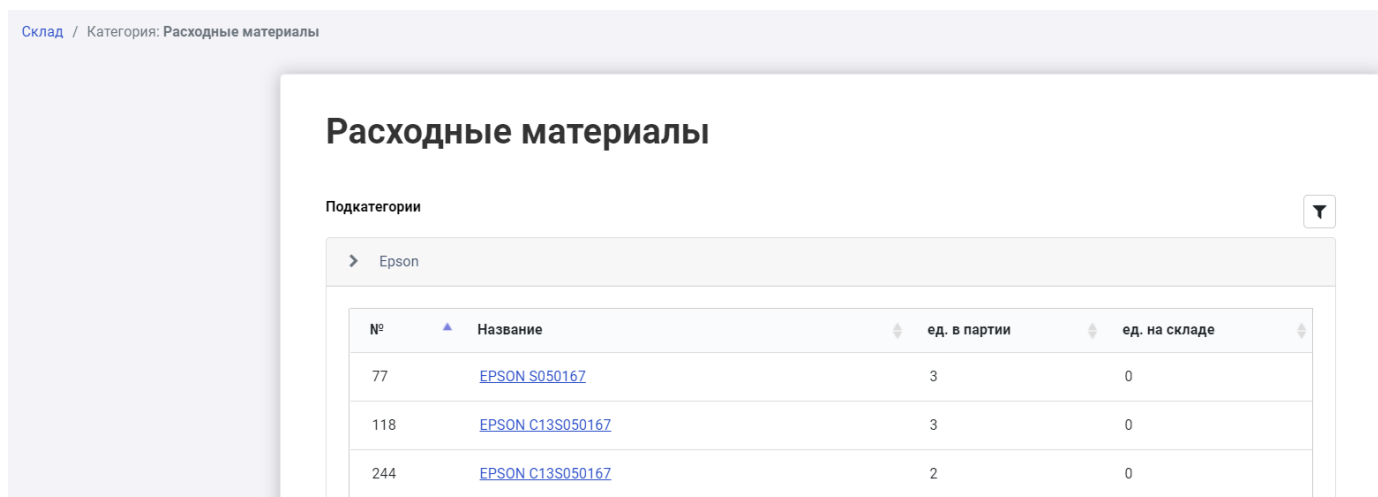 Склад / Категория: Расходные материалы
Расходные материалы
Подкатегории
Epson
№ Название ед. в партии ед. на складе
77 EPSON S050167 3 0
118 EPSON C13S050167 3 0
244 EPSON C13S050167 2 0